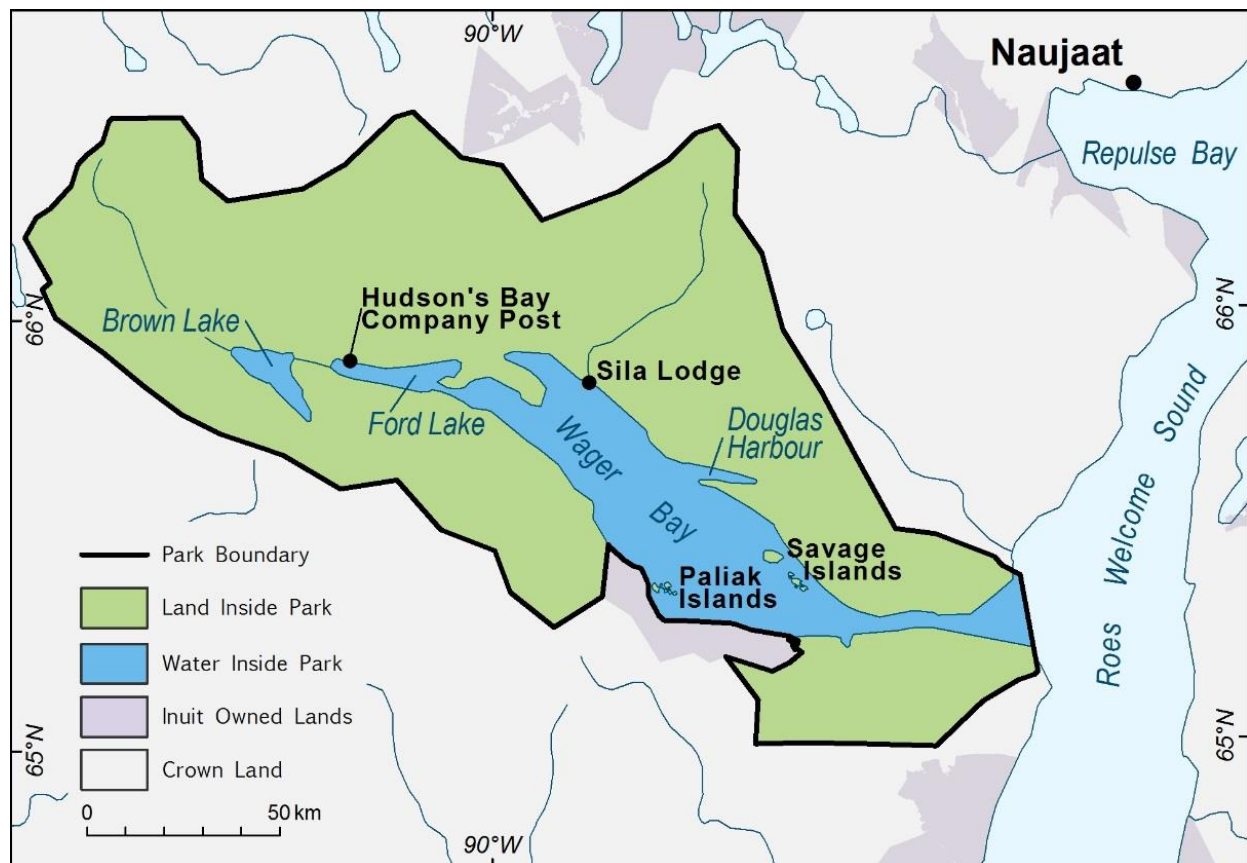 90°W
Naujaat
Repulse Bay
66°N
66°N
Hudson's Bay
Company Post
Brown Lake
Sila Lodge
Ford Lake
Douglas
Harbour
Wager
Bay
Roes Welcome Sound
Savage
Islands
Paliak
Islands
Park Boundary
Land Inside Park
Water Inside Park
Inuit Owned Lands
Crown Land
0 50 km
65°N
65°N
90°W